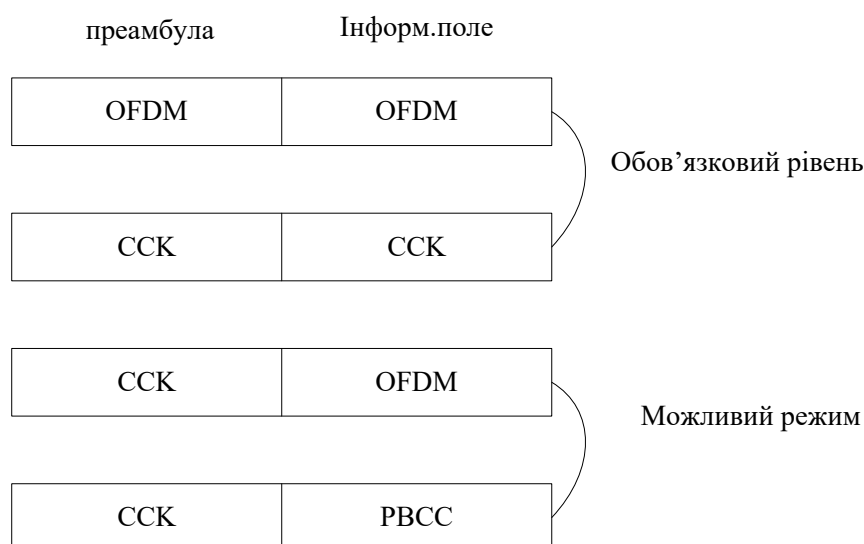 преамбула Інформ.поле
OFDM OFDM
Обов’язковий рівень
CCK CCK
CCK OFDM
Можливий режим
CCK PBCC